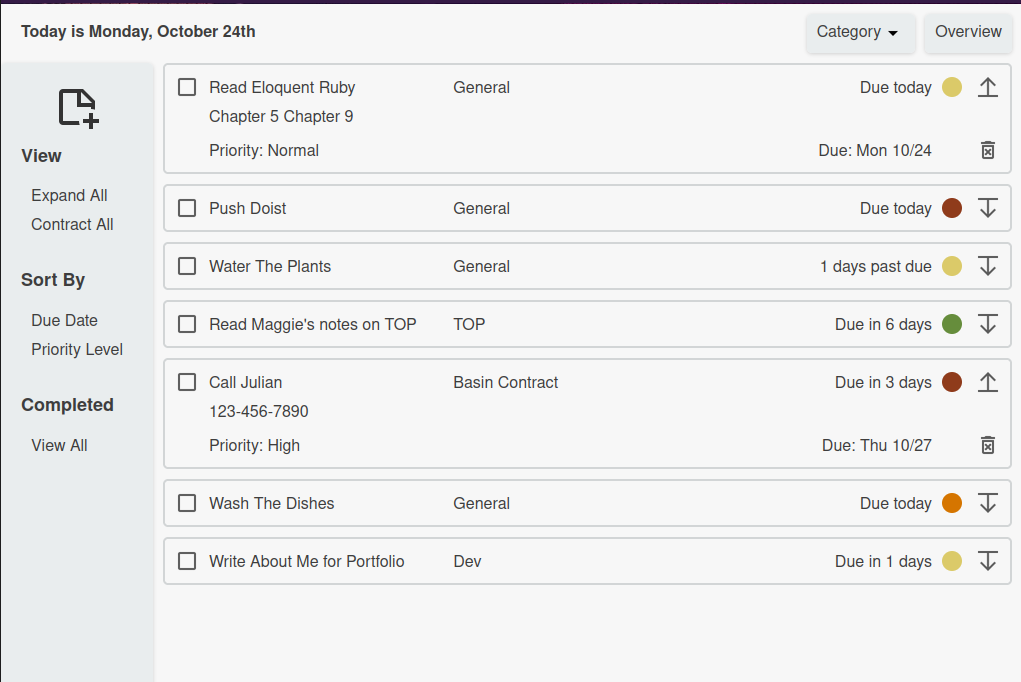 Today is Monday, October 24th
Category
Overview
View
Expand All
Contract All
Sort By
Due Date
Priority Level
Completed
View All
Read Eloquent Ruby General Due today
Chapter 5 Chapter 9
Priority: Normal Due: Mon 10/24
Push Doist General Due today
Water The Plants General 1 days past due
Read Maggie's notes on TOP TOP Due in 6 days
Call Julian Basin Contract Due in 3 days
123-456-7890
Priority: High Due: Thu 10/27
Wash The Dishes General Due today
Write About Me for Portfolio Dev Due in 1 days